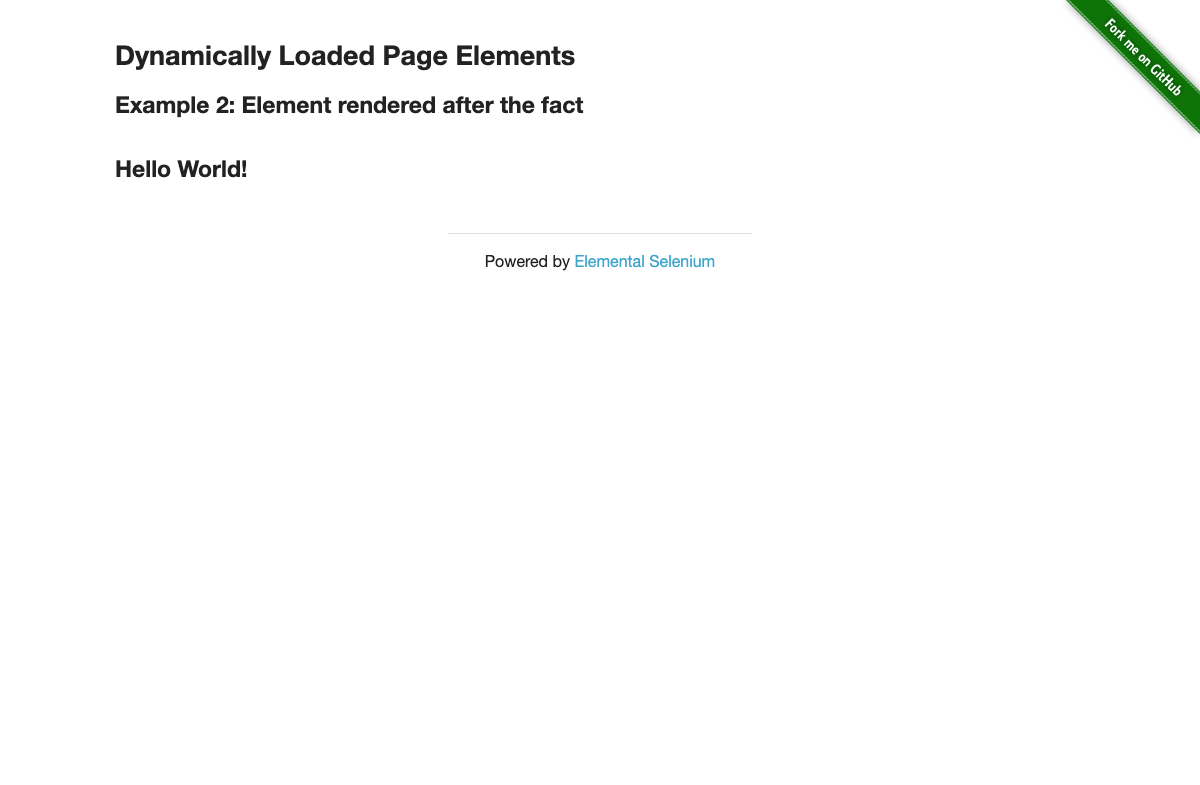 Fork me on GitHub
Dynamically Loaded Page Elements
Example 2: Element rendered after the fact
Hello World!
Powered by Elemental Selenium